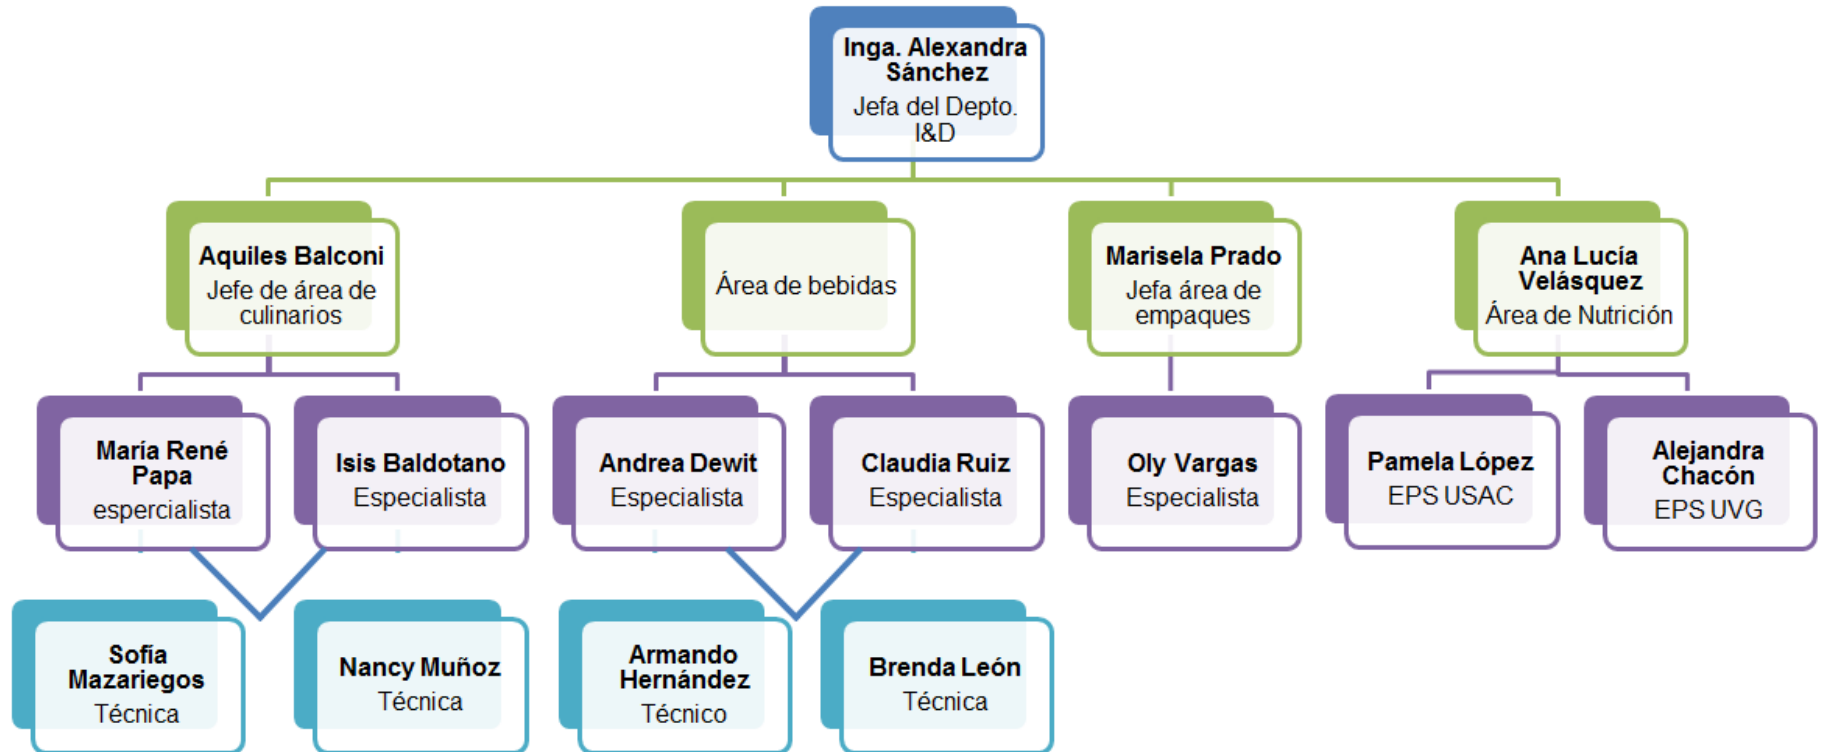 Inga. Alexandra
Sánchez
Jefa del Depto.
I&D
Aquiles Balconi
Jefe de área de
culinarios
Área de bebidas
Marisela Prado
Jefa área de
empaques
Ana Lucía
Velásquez
Área de Nutrición
María René
Papa
espercialista
Isis Baldotano
Especialista
Andrea Dewit
Especialista
Claudia Ruiz
Especialista
Oly Vargas
Especialista
Pamela López
EPS USAC
Alejandra
Chacón
EPS UVG
Sofía
Mazariegos
Técnica
Nancy Muñoz
Técnica
Armando
Hernández
Técnico
Brenda León
Técnica